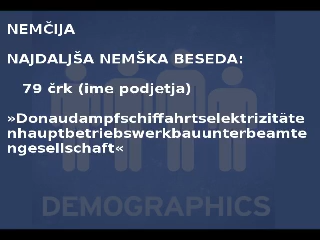 NEMČIJA
NAJDALJŠA NEMŠKA BESEDA:
79 črk (ime podjetja)
»Donaudampfschiffahrtselektrizitäte
nhauptbetriebswerkbauunterbeamte
ngesellschaft«
DEMOGRAPHICS